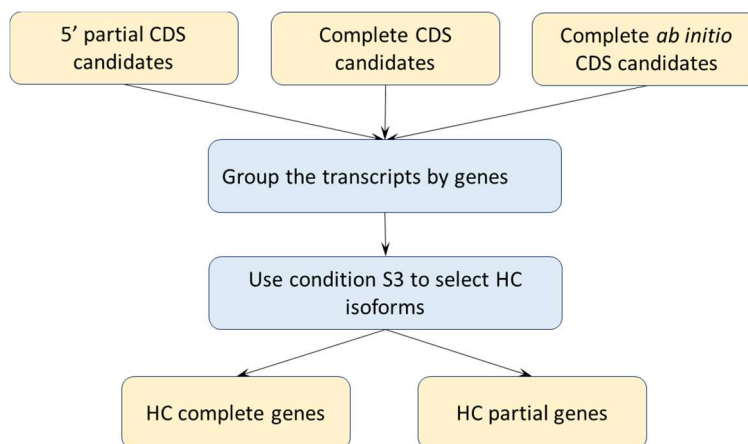 5' partial CDS
candidates
Complete CDS
candidates
Complete ab initio
CDS candidates
Group the transcripts by genes
Use condition S3 to select HC
isoforms
HC complete genes
HC partial genes